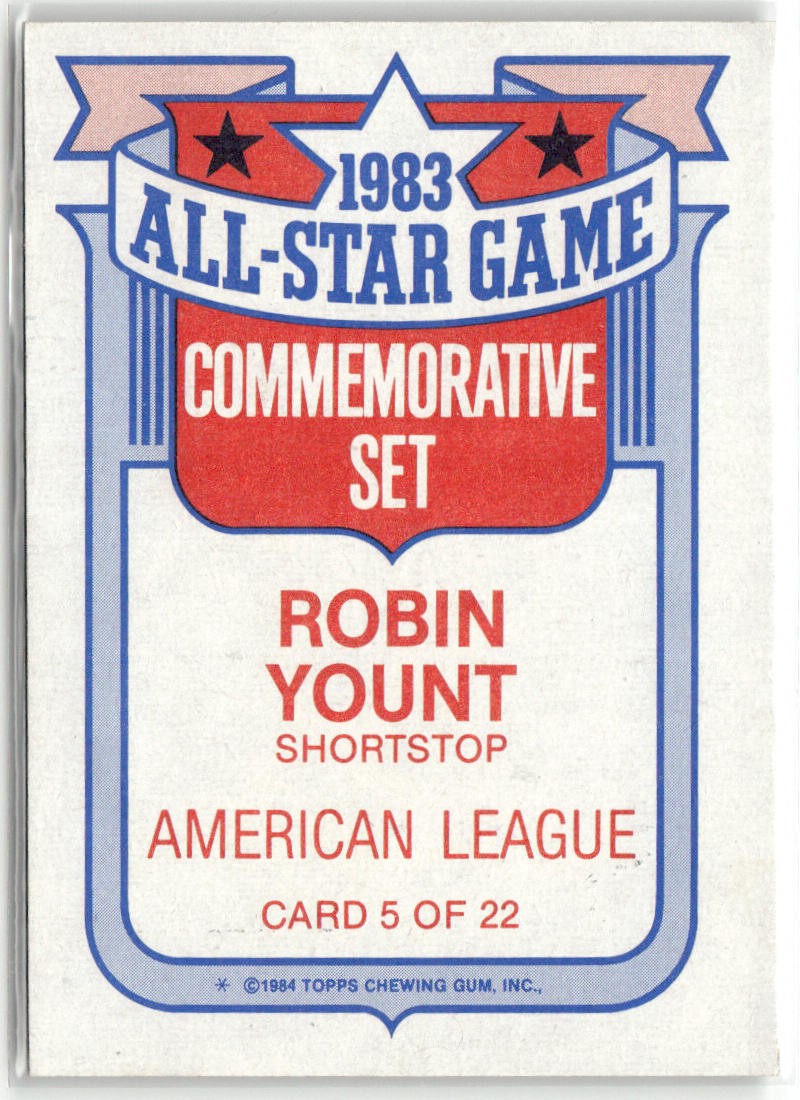 1983
ALL-STAR GAME
COMMEMORATIVE
SET
ROBIN
YOUNT
SHORTSTOP
AMERICAN LEAGUE
CARD 5 OF 22
* ©1984 TOPPS CHEWING GUM, INC.,